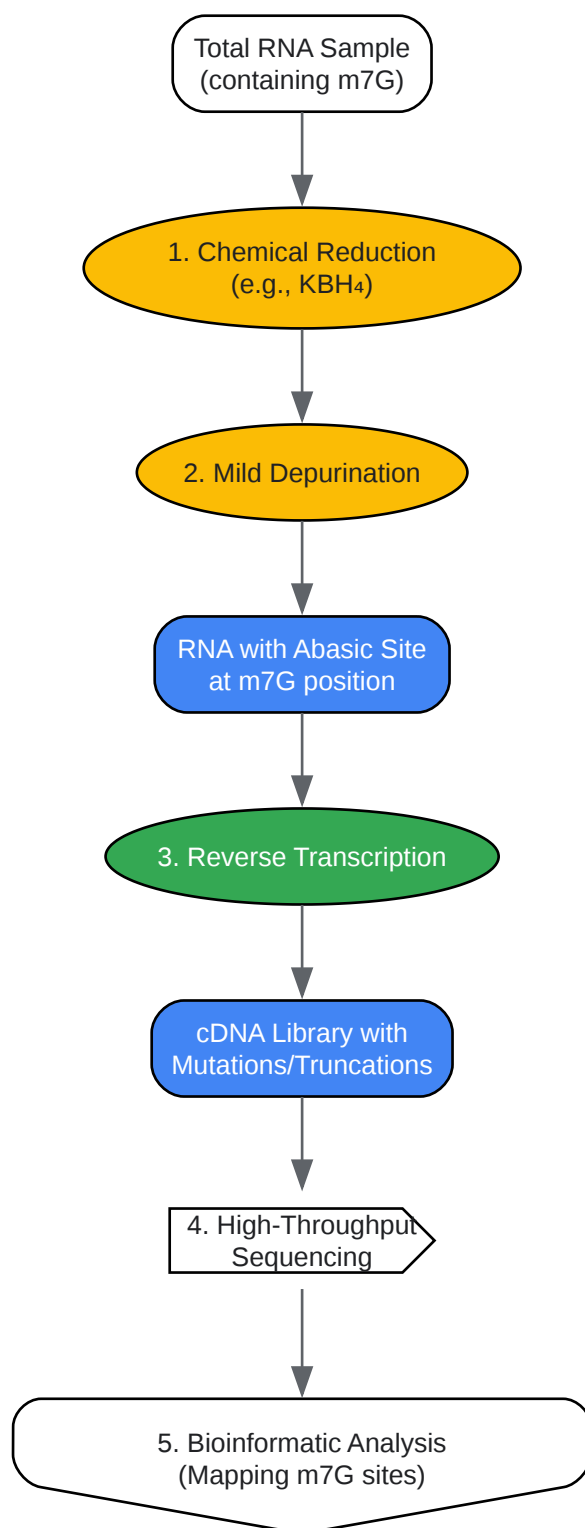 Total RNA Sample
(containing m7G)
1. Chemical Reduction
(e.g., KBH₄)
2. Mild Depurination
RNA with Abasic Site
at m7G position
3. Reverse Transcription
cDNA Library with
Mutations/Truncations
4. High-Throughput
Sequencing
5. Bioinformatic Analysis
(Mapping m7G sites)